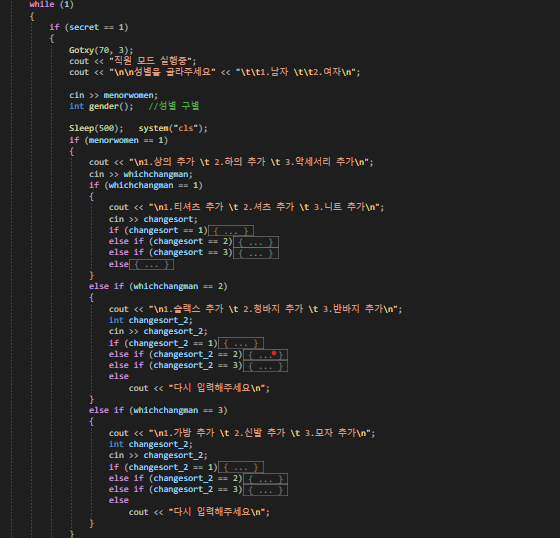 while (1)
{
if (secret == 1)
{
Gotxy(70, 3);
cout << "직원 모드 실행중";
cout << "\n\n성별을 골라주세요" << "\t\t1.남자 \t\t2.여자\n";
cin >> menorwomen;
int gender();   //성별 구별
Sleep(500);   system("cls");
if (menorwomen == 1)
{
cout << "\n1.상의 추가 \t 2.하의 추가 \t 3.악세서리 추가\n";
cin >> whichchangman;
if (whichchangman == 1)
{
cout << "\n1.티셔츠 추가 \t 2.셔츠 추가 \t 3.니트 추가\n";
cin >> changesort;
if (changesort == 1){ ... }
else if (changesort == 2){ ... }
else if (changesort == 3){ ... }
else{ ... }
}
else if (whichchangman == 2)
{
cout << "\n1.슬랙스 추가 \t 2.청바지 추가 \t 3.반바지 추가\n";
int changesort_2;
cin >> changesort_2;
if (changesort_2 == 1){ ... }
else if (changesort_2 == 2){ ... }
else if (changesort_2 == 3){ ... }
else
cout << "다시 입력해주세요\n";
}
else if (whichchangman == 3)
{
cout << "\n1.가방 추가 \t 2.신발 추가 \t 3.모자 추가\n";
int changesort_2;
cin >> changesort_2;
if (changesort_2 == 1){ ... }
else if (changesort_2 == 2){ ... }
else if (changesort_2 == 3){ ... }
else
cout << "다시 입력해주세요\n";
}
}